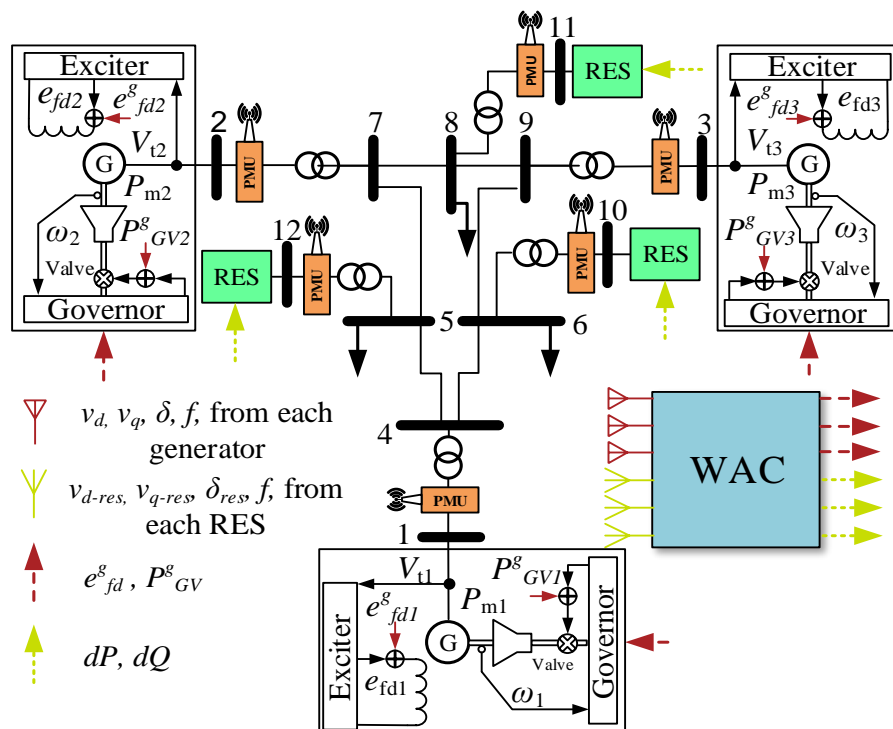 11
Exciter
PMU
RES
Exciter
e_fd2
e^g_fd2
e^g_fd3
e_fd3
V_t2
2
7
8
9
3
V_t3
G
PMU
PMU
G
P_m2
P_m3
ω_2
P^g_GV2
12
10
P^g_GV3
ω_3
RES
PMU
PMU
RES
Valve
Valve
Governor
5
6
Governor
v_d, v_q, δ, f, from each
generator
4
WAC
v_d-res, v_q-res, δ_res, f, from
each RES
PMU
1
e^g_fd , P^g_GV
V_t1
P^g_GV1
P_m1
e^g_fd1
G
Exciter
Valve
Governor
dP, dQ
e_fd1
ω_1